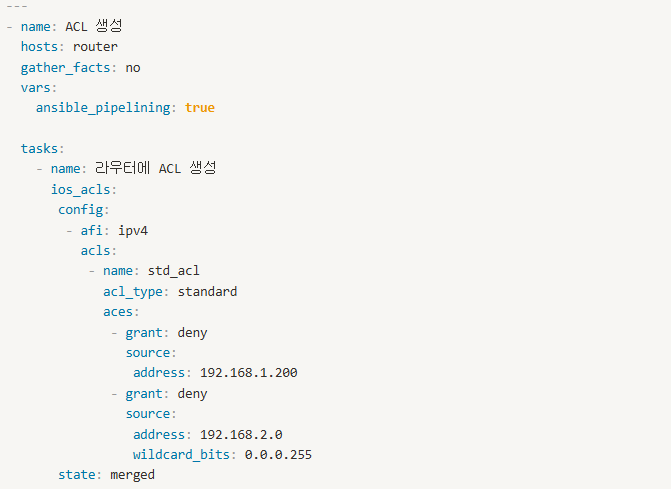 ---
- name: ACL 생성
  hosts: router
  gather_facts: no
  vars:
    ansible_pipelining: true

  tasks:
    - name: 라우터에 ACL 생성
      ios_acls:
       config:
        - afi: ipv4
          acls:
           - name: std_acl
             acl_type: standard
             aces:
              - grant: deny
                source:
                 address: 192.168.1.200
              - grant: deny
                source:
                 address: 192.168.2.0
                 wildcard_bits: 0.0.0.255
       state: merged